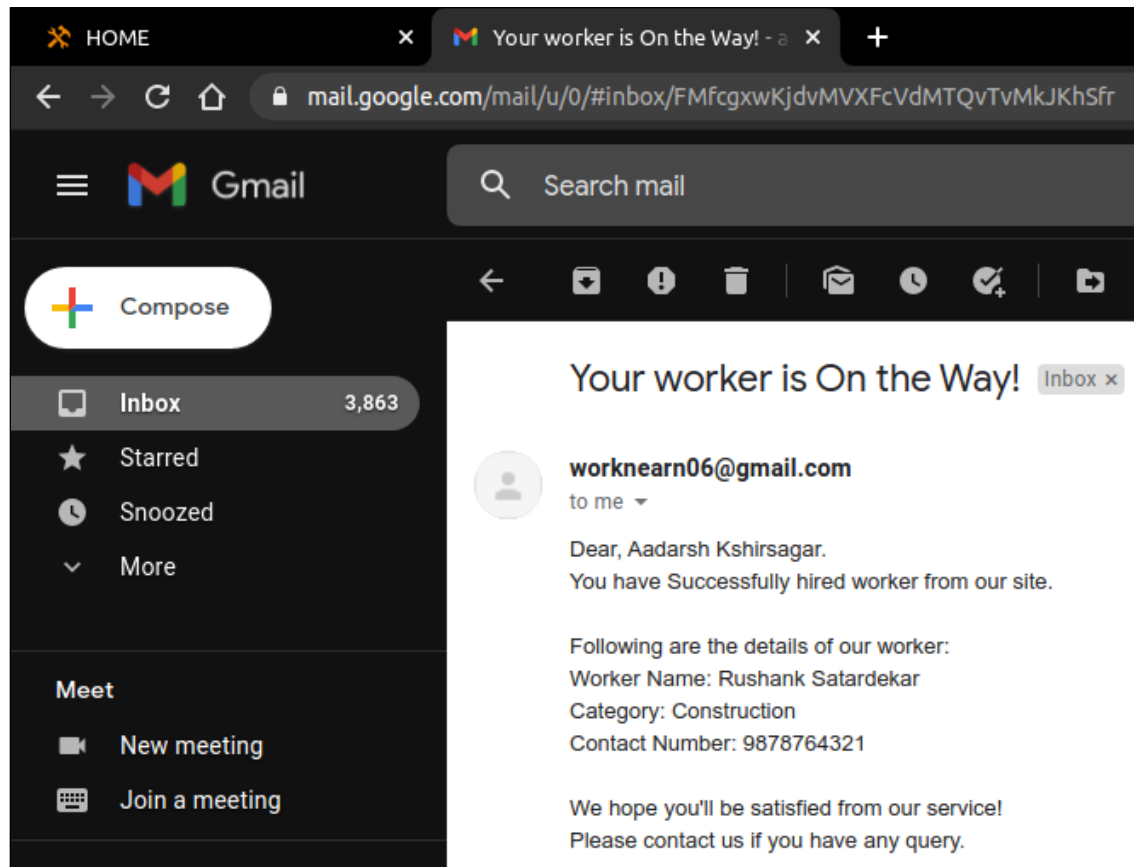 HOME
Your worker is On the Way! - a
mail.google.com/mail/u/0/#inbox/FMfcgxwKjdvMVXFcVdMTQvTvMkJKhSfr
Gmail
Search mail
Compose
Your worker is On the Way! Inbox ×
Inbox 3,863
Starred
Snoozed
More
Meet
New meeting
Join a meeting
worknearn06@gmail.com
to me
Dear, Aadarsh Kshirsagar.
You have Successfully hired worker from our site.
Following are the details of our worker:
Worker Name: Rushank Satardekar
Category: Construction
Contact Number: 9878764321
We hope you'll be satisfied from our service!
Please contact us if you have any query.